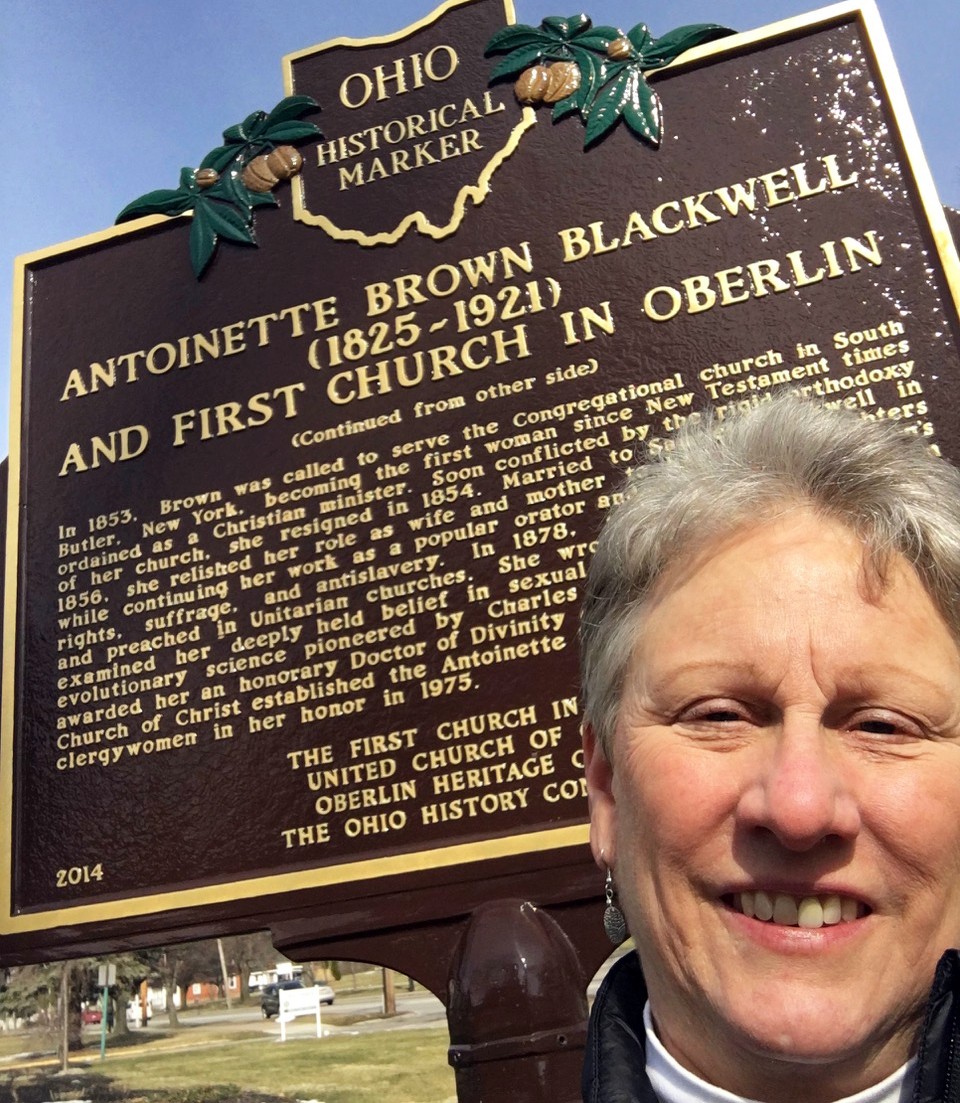 OHIO
HISTORICAL
MARKER
ANTOINETTE BROWN BLACKWELL
(1825~1921)
AND FIRST CHURCH IN OBERLIN
(Continued from other side)
In 1853, Brown was called to serve the Congregational church in South
Butler, New York, becoming the first woman since New Testament times
ordained as a Christian minister. Soon conflicted by the rigid orthodoxy
of her church, she resigned in 1854. Married to in
1856, she relished her role as wife and mother
while continuing her work as a popular orator
rights, suffrage, and antislavery. In 1878,
and preached in Unitarian churches. She
examined her deeply held belief in sexual
evolutionary science pioneered by Charles
awarded her an honorary Doctor of Divinity
Church of Christ established the Antoinette
clergywomen in her honor in 1975.
THE FIRST CHURCH IN
UNITED CHURCH OF
OBERLIN HERITAGE
THE OHIO HISTORY
2014